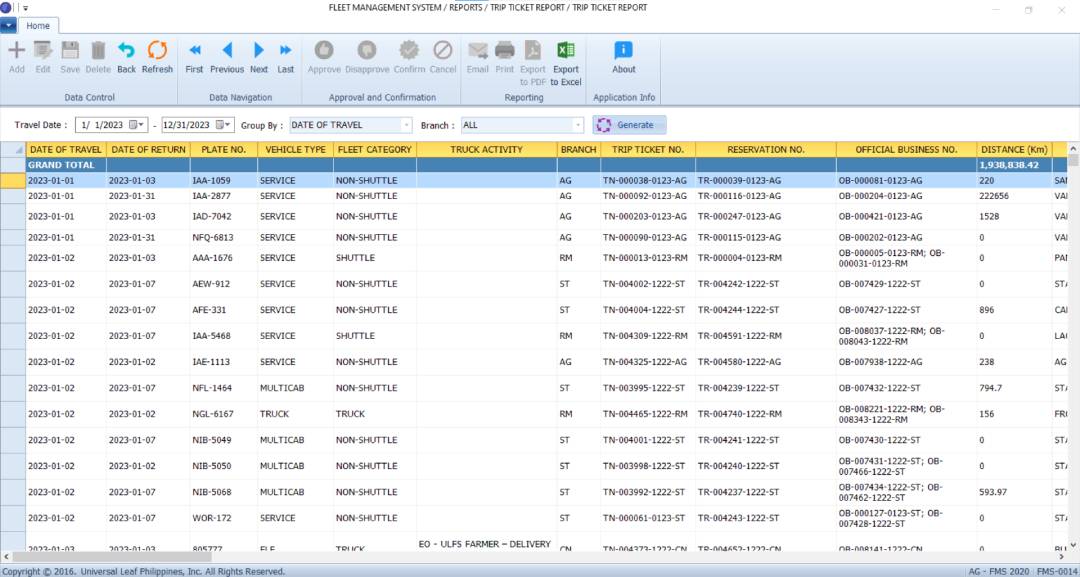 FLEET MANAGEMENT SYSTEM / REPORTS / TRIP TICKET REPORT / TRIP TICKET REPORT
Home
Add Edit Save Delete Back Refresh First Previous Next Last Approve Disapprove Confirm Cancel Email Print Export to PDF Export to Excel About
Data Control Data Navigation Approval and Confirmation Reporting Application Info
Travel Date : 1/ 1/2023 - 12/31/2023 Group By : DATE OF TRAVEL Branch : ALL Generate
DATE OF TRAVEL DATE OF RETURN PLATE NO. VEHICLE TYPE FLEET CATEGORY TRUCK ACTIVITY BRANCH TRIP TICKET NO. RESERVATION NO. OFFICIAL BUSINESS NO. DISTANCE (Km)
GRAND TOTAL 1,938,838.42
2023-01-01 2023-01-03 IAA-1059 SERVICE NON-SHUTTLE AG TN-000038-0123-AG TR-000039-0123-AG OB-000081-0123-AG 220 SAN
2023-01-01 2023-01-31 IAA-2877 SERVICE NON-SHUTTLE AG TN-000092-0123-AG TR-000116-0123-AG OB-000204-0123-AG 222656 VAI
2023-01-01 2023-01-03 IAD-7042 SERVICE NON-SHUTTLE AG TN-000203-0123-AG TR-000247-0123-AG OB-000421-0123-AG 1528 VAI
2023-01-01 2023-01-31 NFQ-6813 SERVICE NON-SHUTTLE AG TN-000090-0123-AG TR-000115-0123-AG OB-000202-0123-AG 0 VAI
2023-01-02 2023-01-03 AAA-1676 SERVICE SHUTTLE RM TN-000013-0123-RM TR-000004-0123-RM OB-000005-0123-RM; OB-000031-0123-RM 0 PAI
2023-01-02 2023-01-07 AEW-912 SERVICE NON-SHUTTLE ST TN-004002-1222-ST TR-004242-1222-ST OB-007429-1222-ST 0 STA
2023-01-02 2023-01-07 AFE-331 SERVICE NON-SHUTTLE ST TN-004004-1222-ST TR-004244-1222-ST OB-007427-1222-ST 896 CAI
2023-01-02 2023-01-07 IAA-5468 SERVICE SHUTTLE RM TN-004309-1222-RM TR-004591-1222-RM OB-008037-1222-RM; OB-008043-1222-RM 0 LAO
2023-01-02 2023-01-07 IAE-1113 SERVICE NON-SHUTTLE AG TN-004325-1222-AG TR-004580-1222-AG OB-007938-1222-AG 238 AG
2023-01-02 2023-01-07 NFL-1464 MULTICAB NON-SHUTTLE ST TN-003995-1222-ST TR-004239-1222-ST OB-007432-1222-ST 794.7 STA
2023-01-02 2023-01-07 NGL-6167 TRUCK TRUCK RM TN-004465-1222-RM TR-004740-1222-RM OB-008221-1222-RM; OB-008343-1222-RM 156 FRO
2023-01-02 2023-01-07 NIB-5049 MULTICAB NON-SHUTTLE ST TN-004001-1222-ST TR-004241-1222-ST OB-007430-1222-ST 0 STA
2023-01-02 2023-01-07 NIB-5050 MULTICAB NON-SHUTTLE ST TN-003998-1222-ST TR-004240-1222-ST OB-007431-1222-ST; OB-007466-1222-ST 0 STA
2023-01-02 2023-01-07 NIB-5068 MULTICAB NON-SHUTTLE ST TN-003992-1222-ST TR-004237-1222-ST OB-007434-1222-ST; OB-007462-1222-ST 593.97 STA
2023-01-02 2023-01-07 WOR-172 SERVICE NON-SHUTTLE ST TN-000061-0123-ST TR-004243-1222-ST OB-000127-0123-ST; OB-007428-1222-ST 0 STA
2023-01-03 2023-01-07 805777 ELF TRUCK EO - ULFS FARMER – DELIVERY CN TN-004373-1222-CN TR-004652-1222-CN OB-008141-1222-CN 0
Copyright © 2016. Universal Leaf Philippines, Inc. All Rights Reserved. AG - FMS 2020 FMS-0014